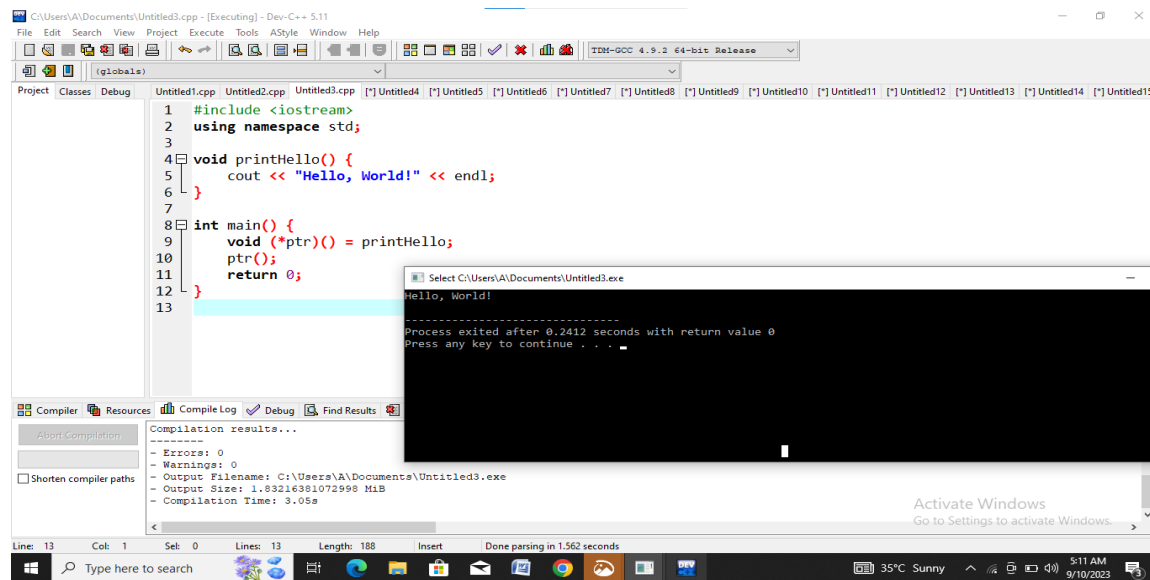 C:\Users\A\Documents\Untitled3.cpp - [Executing] - Dev-C++ 5.11
File Edit Search View Project Execute Tools AStyle Window Help
TDM-GCC 4.9.2 64-bit Release
(globals)
Project Classes Debug
Untitled1.cpp Untitled2.cpp Untitled3.cpp [*] Untitled4 [*] Untitled5 [*] Untitled6 [*] Untitled7 [*] Untitled8 [*] Untitled9 [*] Untitled10 [*] Untitled11 [*] Untitled12 [*] Untitled13 [*] Untitled14 [*] Untitled15
1 #include <iostream>
2 using namespace std;
3
4 void printHello() {
5 cout << "Hello, World!" << endl;
6 }
7
8 int main() {
9 void (*ptr)() = printHello;
10 ptr();
11 return 0;
12 }
13
Select C:\Users\A\Documents\Untitled3.exe
Hello, World!
--------------------------------
Process exited after 0.2412 seconds with return value 0
Press any key to continue . . .
Compiler Resources Compile Log Debug Find Results
Abort Compilation
Shorten compiler paths
Compilation results...
--------
- Errors: 0
- Warnings: 0
- Output Filename: C:\Users\A\Documents\Untitled3.exe
- Output Size: 1.83216381072998 MiB
- Compilation Time: 3.05s
Activate Windows
Go to Settings to activate Windows.
Line: 13 Col: 1 Sel: 0 Lines: 13 Length: 188 Insert Done parsing in 1.562 seconds
Type here to search
DEV
35°C Sunny
5:11 AM
9/10/2023
3